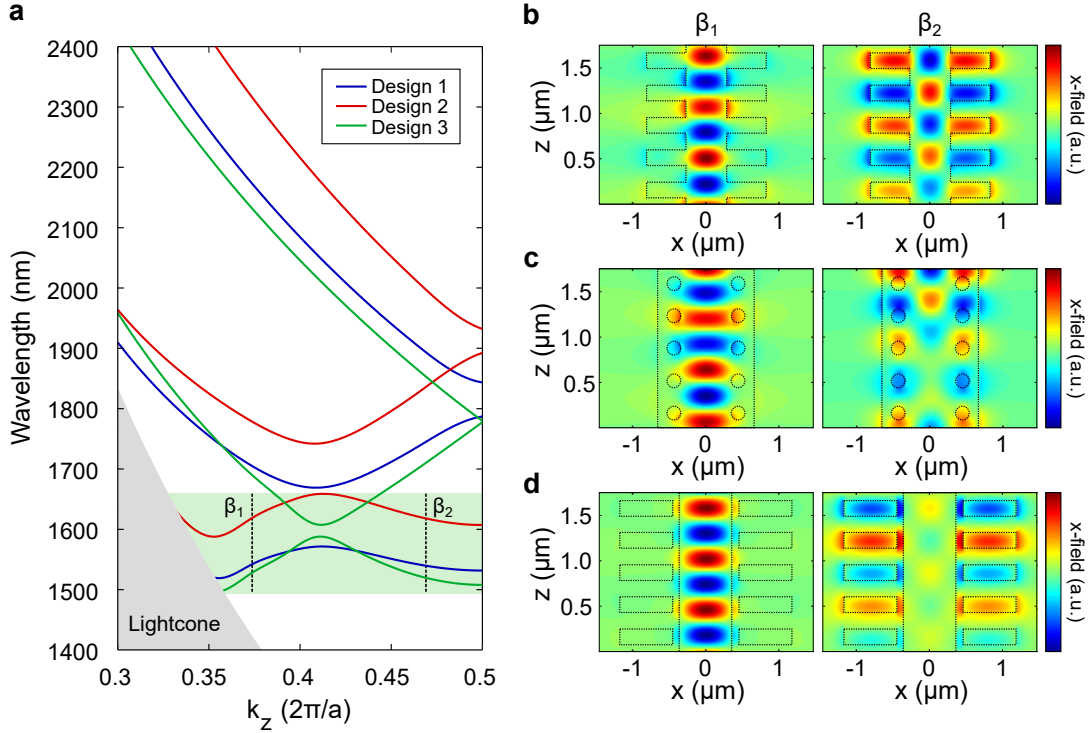 a
2400
2300
2200
2100
2000
1900
1800
1700
1600
1500
1400
Wavelength (nm)
Design 1
Design 2
Design 3
β1
β2
Lightcone
0.3
0.35
0.4
0.45
0.5
k_z (2π/a)
b
β1
β2
1.5
1.0
0.5
z (μm)
-1
0
1
x (μm)
-1
0
1
x (μm)
x-field (a.u.)
c
1.5
1.0
0.5
z (μm)
-1
0
1
x (μm)
-1
0
1
x (μm)
x-field (a.u.)
d
1.5
1.0
0.5
z (μm)
-1
0
1
x (μm)
-1
0
1
x (μm)
x-field (a.u.)